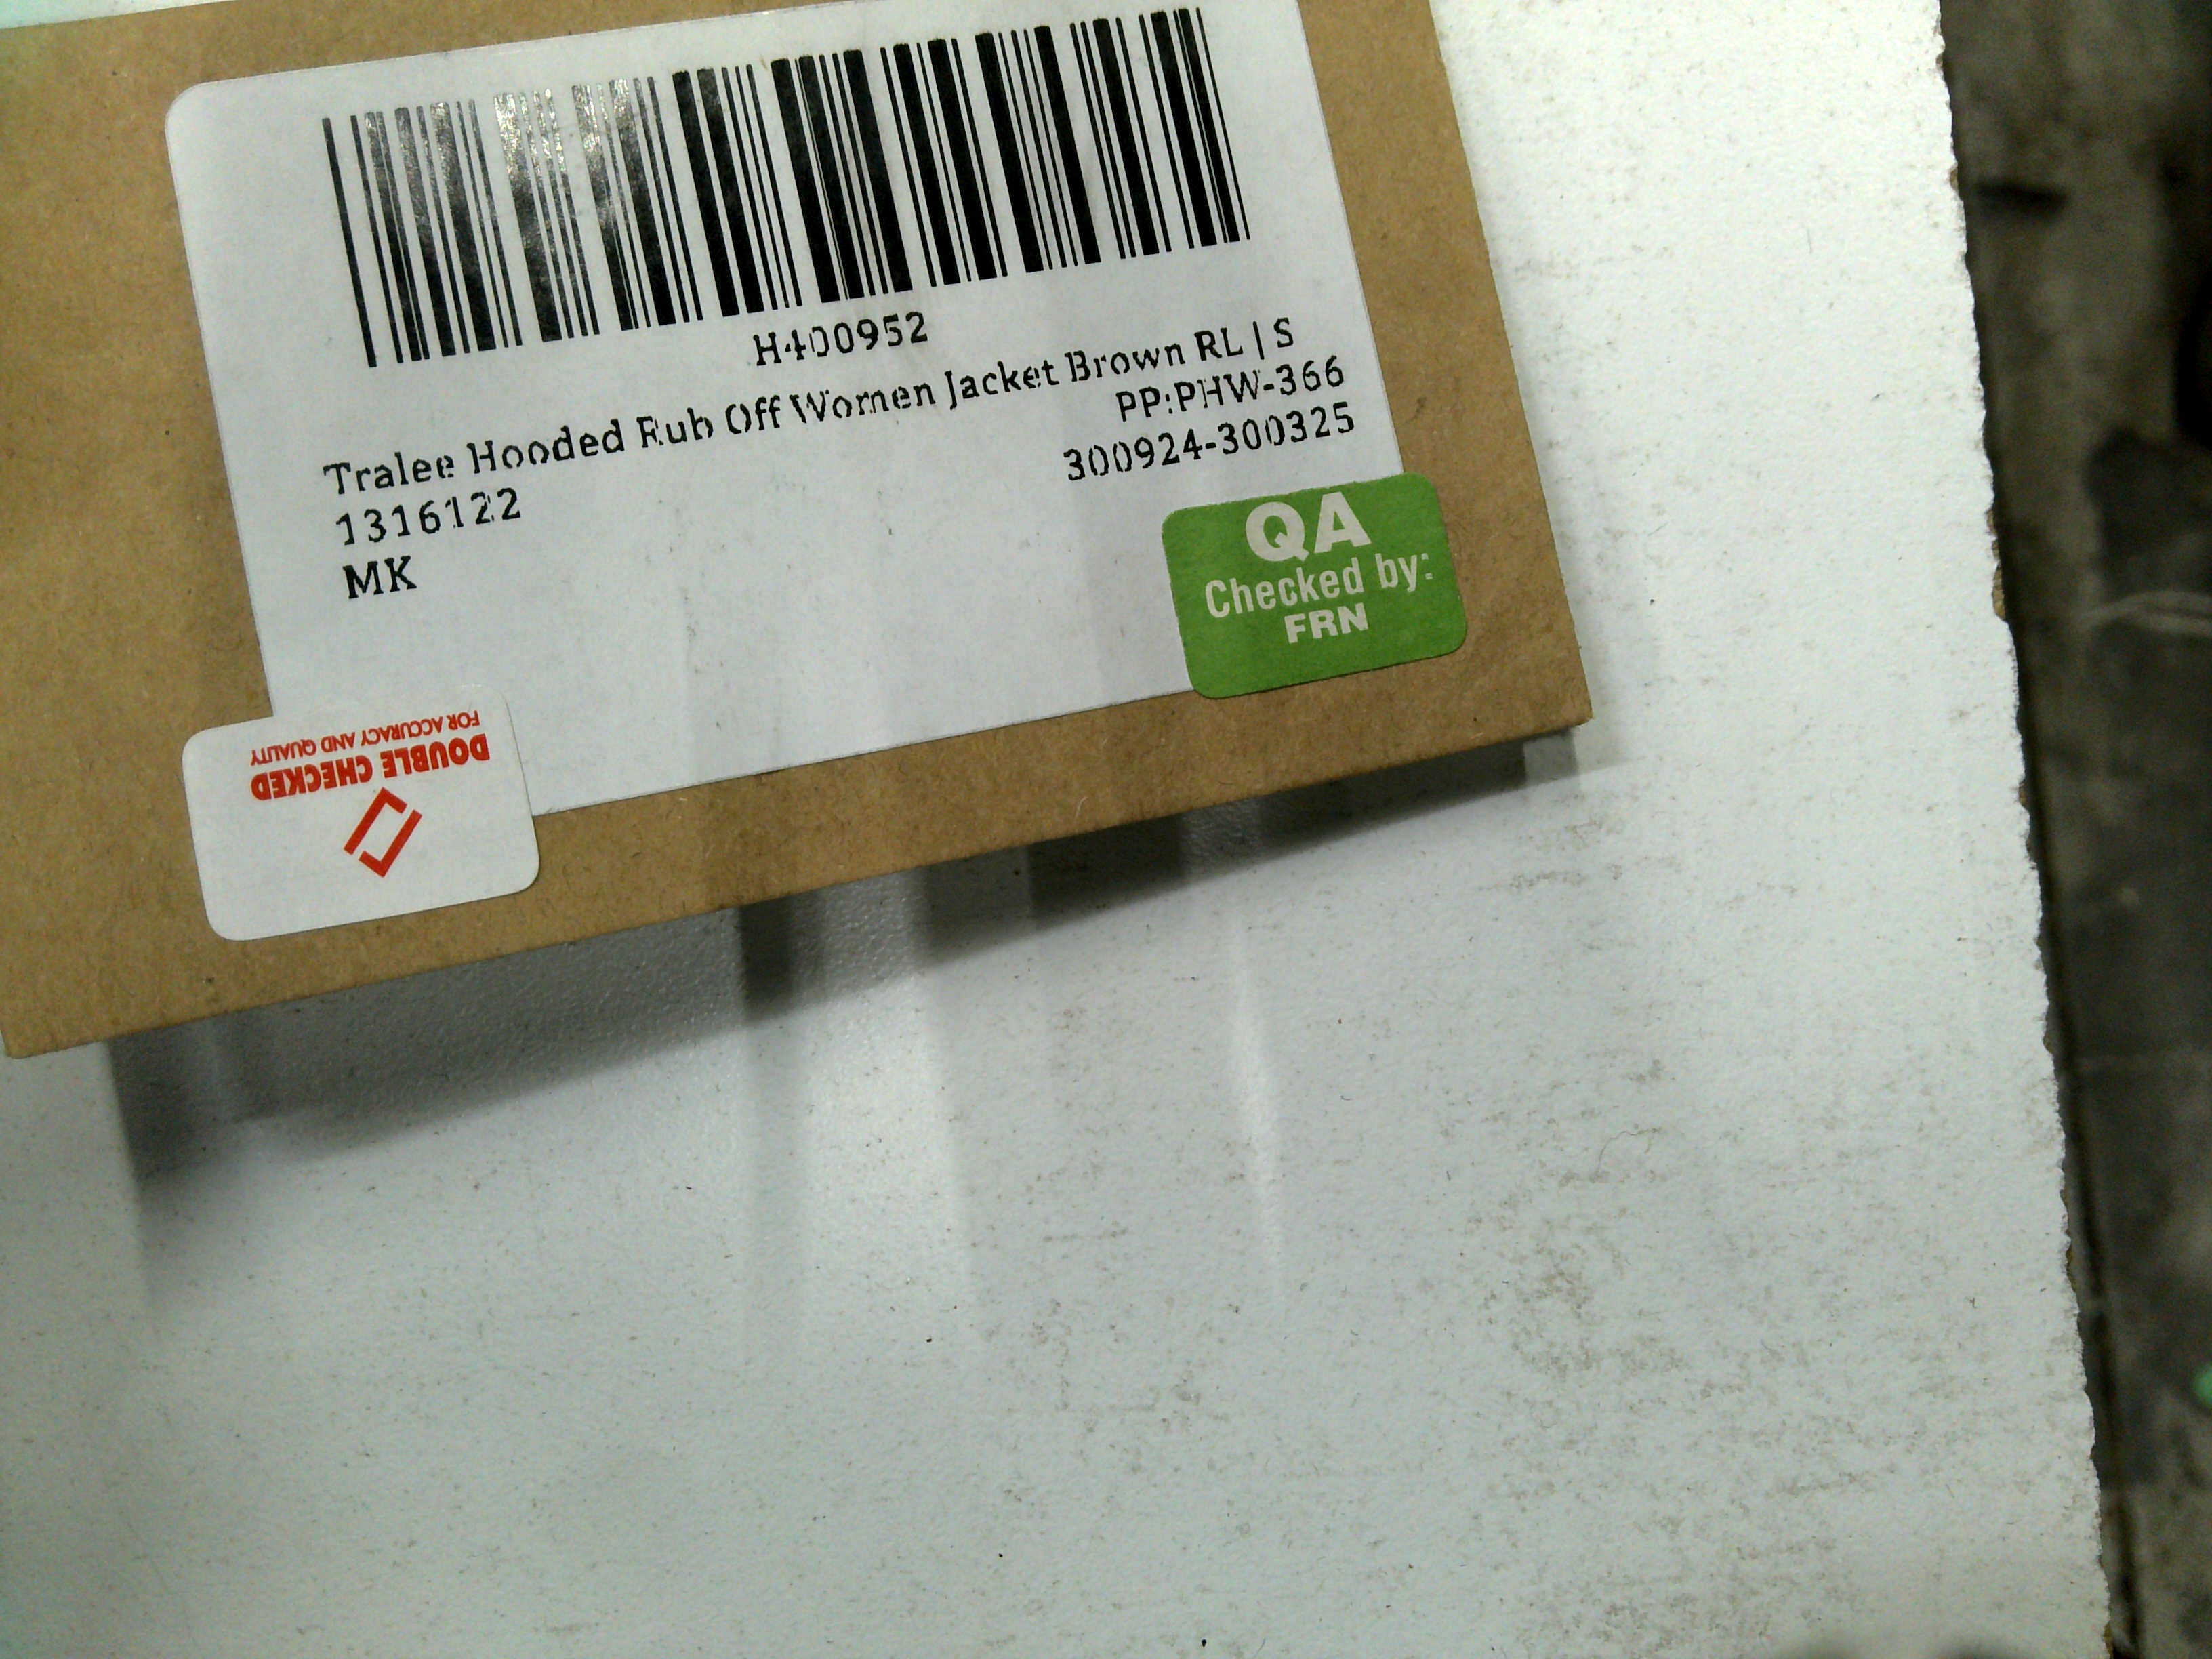 H400952
Tralee Hooded Rub Off Women Jacket Brown RL | S
1316122
PP:PHW-366
MK
300924-300325
QA
Checked by:
FRN
DOUBLE CHECKED
FOR ACCURACY AND QUALITY